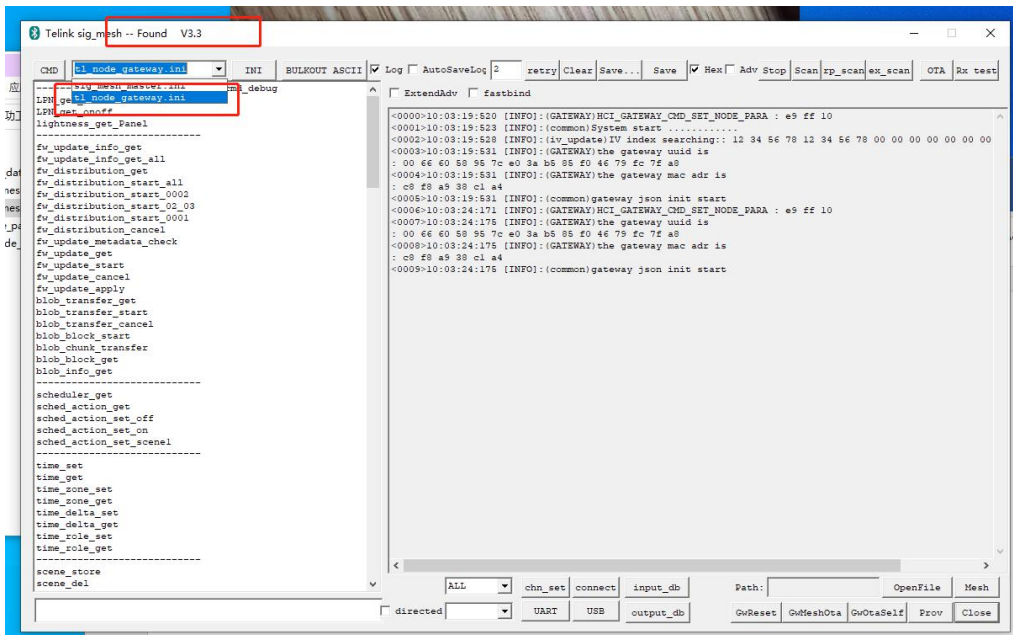 Telink sig_mesh -- Found V3.3
CMD tl_node_gateway.ini INI BULKOUT ASCII Log AutoSaveLog 2 retry Clear Save... Save Hex Adv Stop Scan rp_scan ex_scan OTA Rx test
sig_mesh_master.ini cmd_debug
tl_node_gateway.ini
ExtendAdv fastbind
LPN_get_onoff
lightness_get_Panel
-----------------------------
fw_update_info_get
fw_update_info_get_all
fw_distribution_get
fw_distribution_start_all
fw_distribution_start_0002
fw_distribution_start_02_03
fw_distribution_start_0001
fw_distribution_cancel
fw_update_metadata_check
fw_update_get
fw_update_start
fw_update_cancel
fw_update_apply
blob_transfer_get
blob_transfer_start
blob_transfer_cancel
blob_block_start
blob_chunk_transfer
blob_block_get
blob_info_get
-----------------------------
scheduler_get
sched_action_get
sched_action_set_off
sched_action_set_on
sched_action_set_scene1
-----------------------------
time_set
time_get
time_zone_set
time_zone_get
time_delta_set
time_delta_get
time_role_set
time_role_get
-----------------------------
scene_store
scene_del
<0000>10:03:19:520 [INFO]:(GATEWAY)HCI_GATEWAY_CMD_SET_NODE_PARA : e9 ff 10
<0001>10:03:19:523 [INFO]:(common)System start ............
<0002>10:03:19:528 [INFO]:(iv_update)IV index searching:: 12 34 56 78 12 34 56 78 00 00 00 00 00 00 00
<0003>10:03:19:531 [INFO]:(GATEWAY)the gateway uuid is
: 00 66 60 58 95 7c e0 3a b5 85 f0 46 79 fc 7f a8
<0004>10:03:19:531 [INFO]:(GATEWAY)the gateway mac adr is
: c8 f8 a9 38 c1 a4
<0005>10:03:19:531 [INFO]:(common)gateway json init start
<0006>10:03:24:171 [INFO]:(GATEWAY)HCI_GATEWAY_CMD_SET_NODE_PARA : e9 ff 10
<0007>10:03:24:175 [INFO]:(GATEWAY)the gateway uuid is
: 00 66 60 58 95 7c e0 3a b5 85 f0 46 79 fc 7f a8
<0008>10:03:24:175 [INFO]:(GATEWAY)the gateway mac adr is
: c8 f8 a9 38 c1 a4
<0009>10:03:24:175 [INFO]:(common)gateway json init start
ALL chn_set connect input_db Path: OpenFile Mesh
directed UART USB output_db GwReset GwMeshOta GwOtaSelf Prov Close